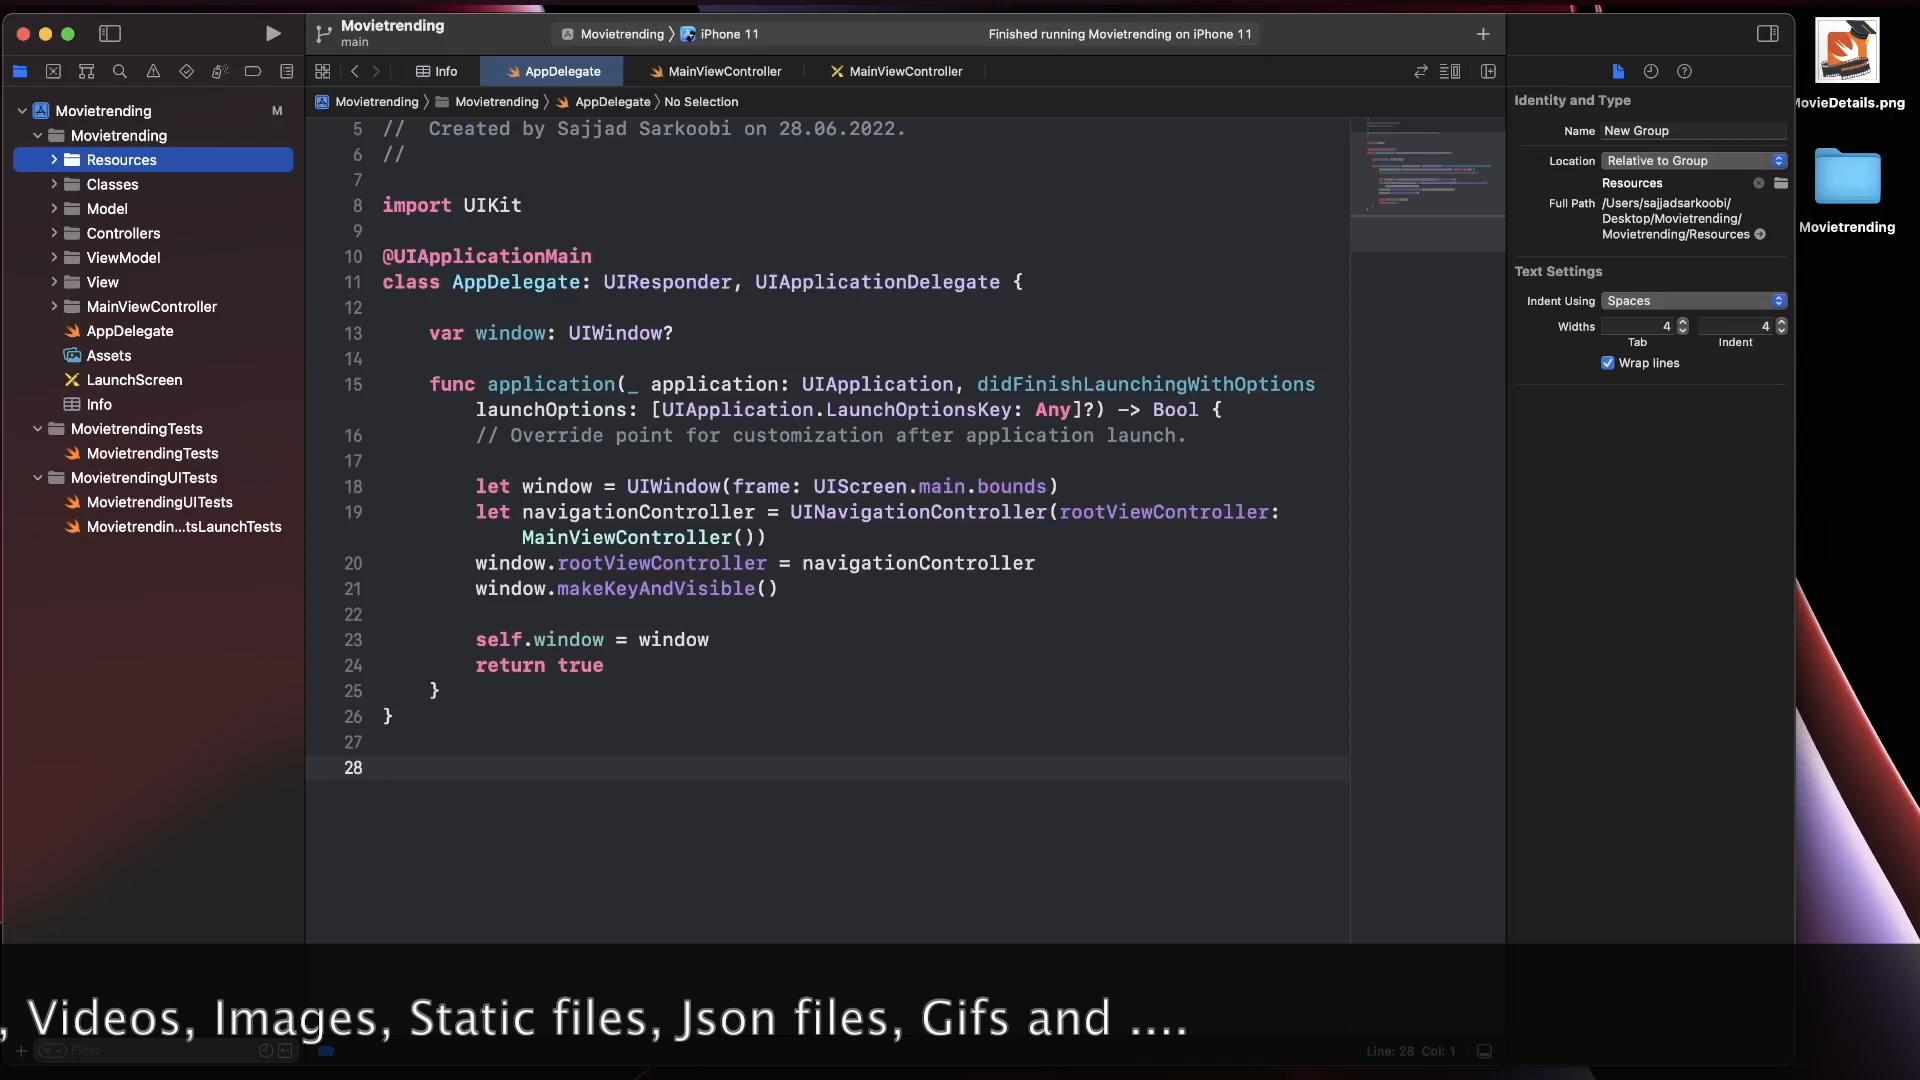 Movietrending
main
Movietrending
iPhone 11
Finished running Movietrending on iPhone 11
Info
AppDelegate
MainViewController
MainViewController
Movietrending
Movietrending
AppDelegate
No Selection
Movietrending
M
Movietrending
Resources
Classes
Model
Controllers
ViewModel
View
MainViewController
AppDelegate
Assets
LaunchScreen
Info
MovietrendingTests
MovietrendingTests
MovietrendingUITests
MovietrendingUITests
Movietrendin...tsLaunchTests
5 //  Created by Sajjad Sarkoobi on 28.06.2022.
6 //
7
8 import UIKit
9
10 @UIApplicationMain
11 class AppDelegate: UIResponder, UIApplicationDelegate {
12
13     var window: UIWindow?
14
15     func application(_ application: UIApplication, didFinishLaunchingWithOptions
launchOptions: [UIApplication.LaunchOptionsKey: Any]?) -> Bool {
16         // Override point for customization after application launch.
17
18         let window = UIWindow(frame: UIScreen.main.bounds)
19         let navigationController = UINavigationController(rootViewController:
MainViewController())
20         window.rootViewController = navigationController
21         window.makeKeyAndVisible()
22
23         self.window = window
24         return true
25     }
26 }
27
28
Identity and Type
Name New Group
Location Relative to Group
Resources
Full Path /Users/sajjadsarkoobi/
Desktop/Movietrending/
Movietrending/Resources
Text Settings
Indent Using Spaces
Widths 4 4
Tab Indent
Wrap lines
MovieDetails.png
Movietrending
, Videos, Images, Static files, Json files, Gifs and ....
Filter
Line: 28 Col: 1